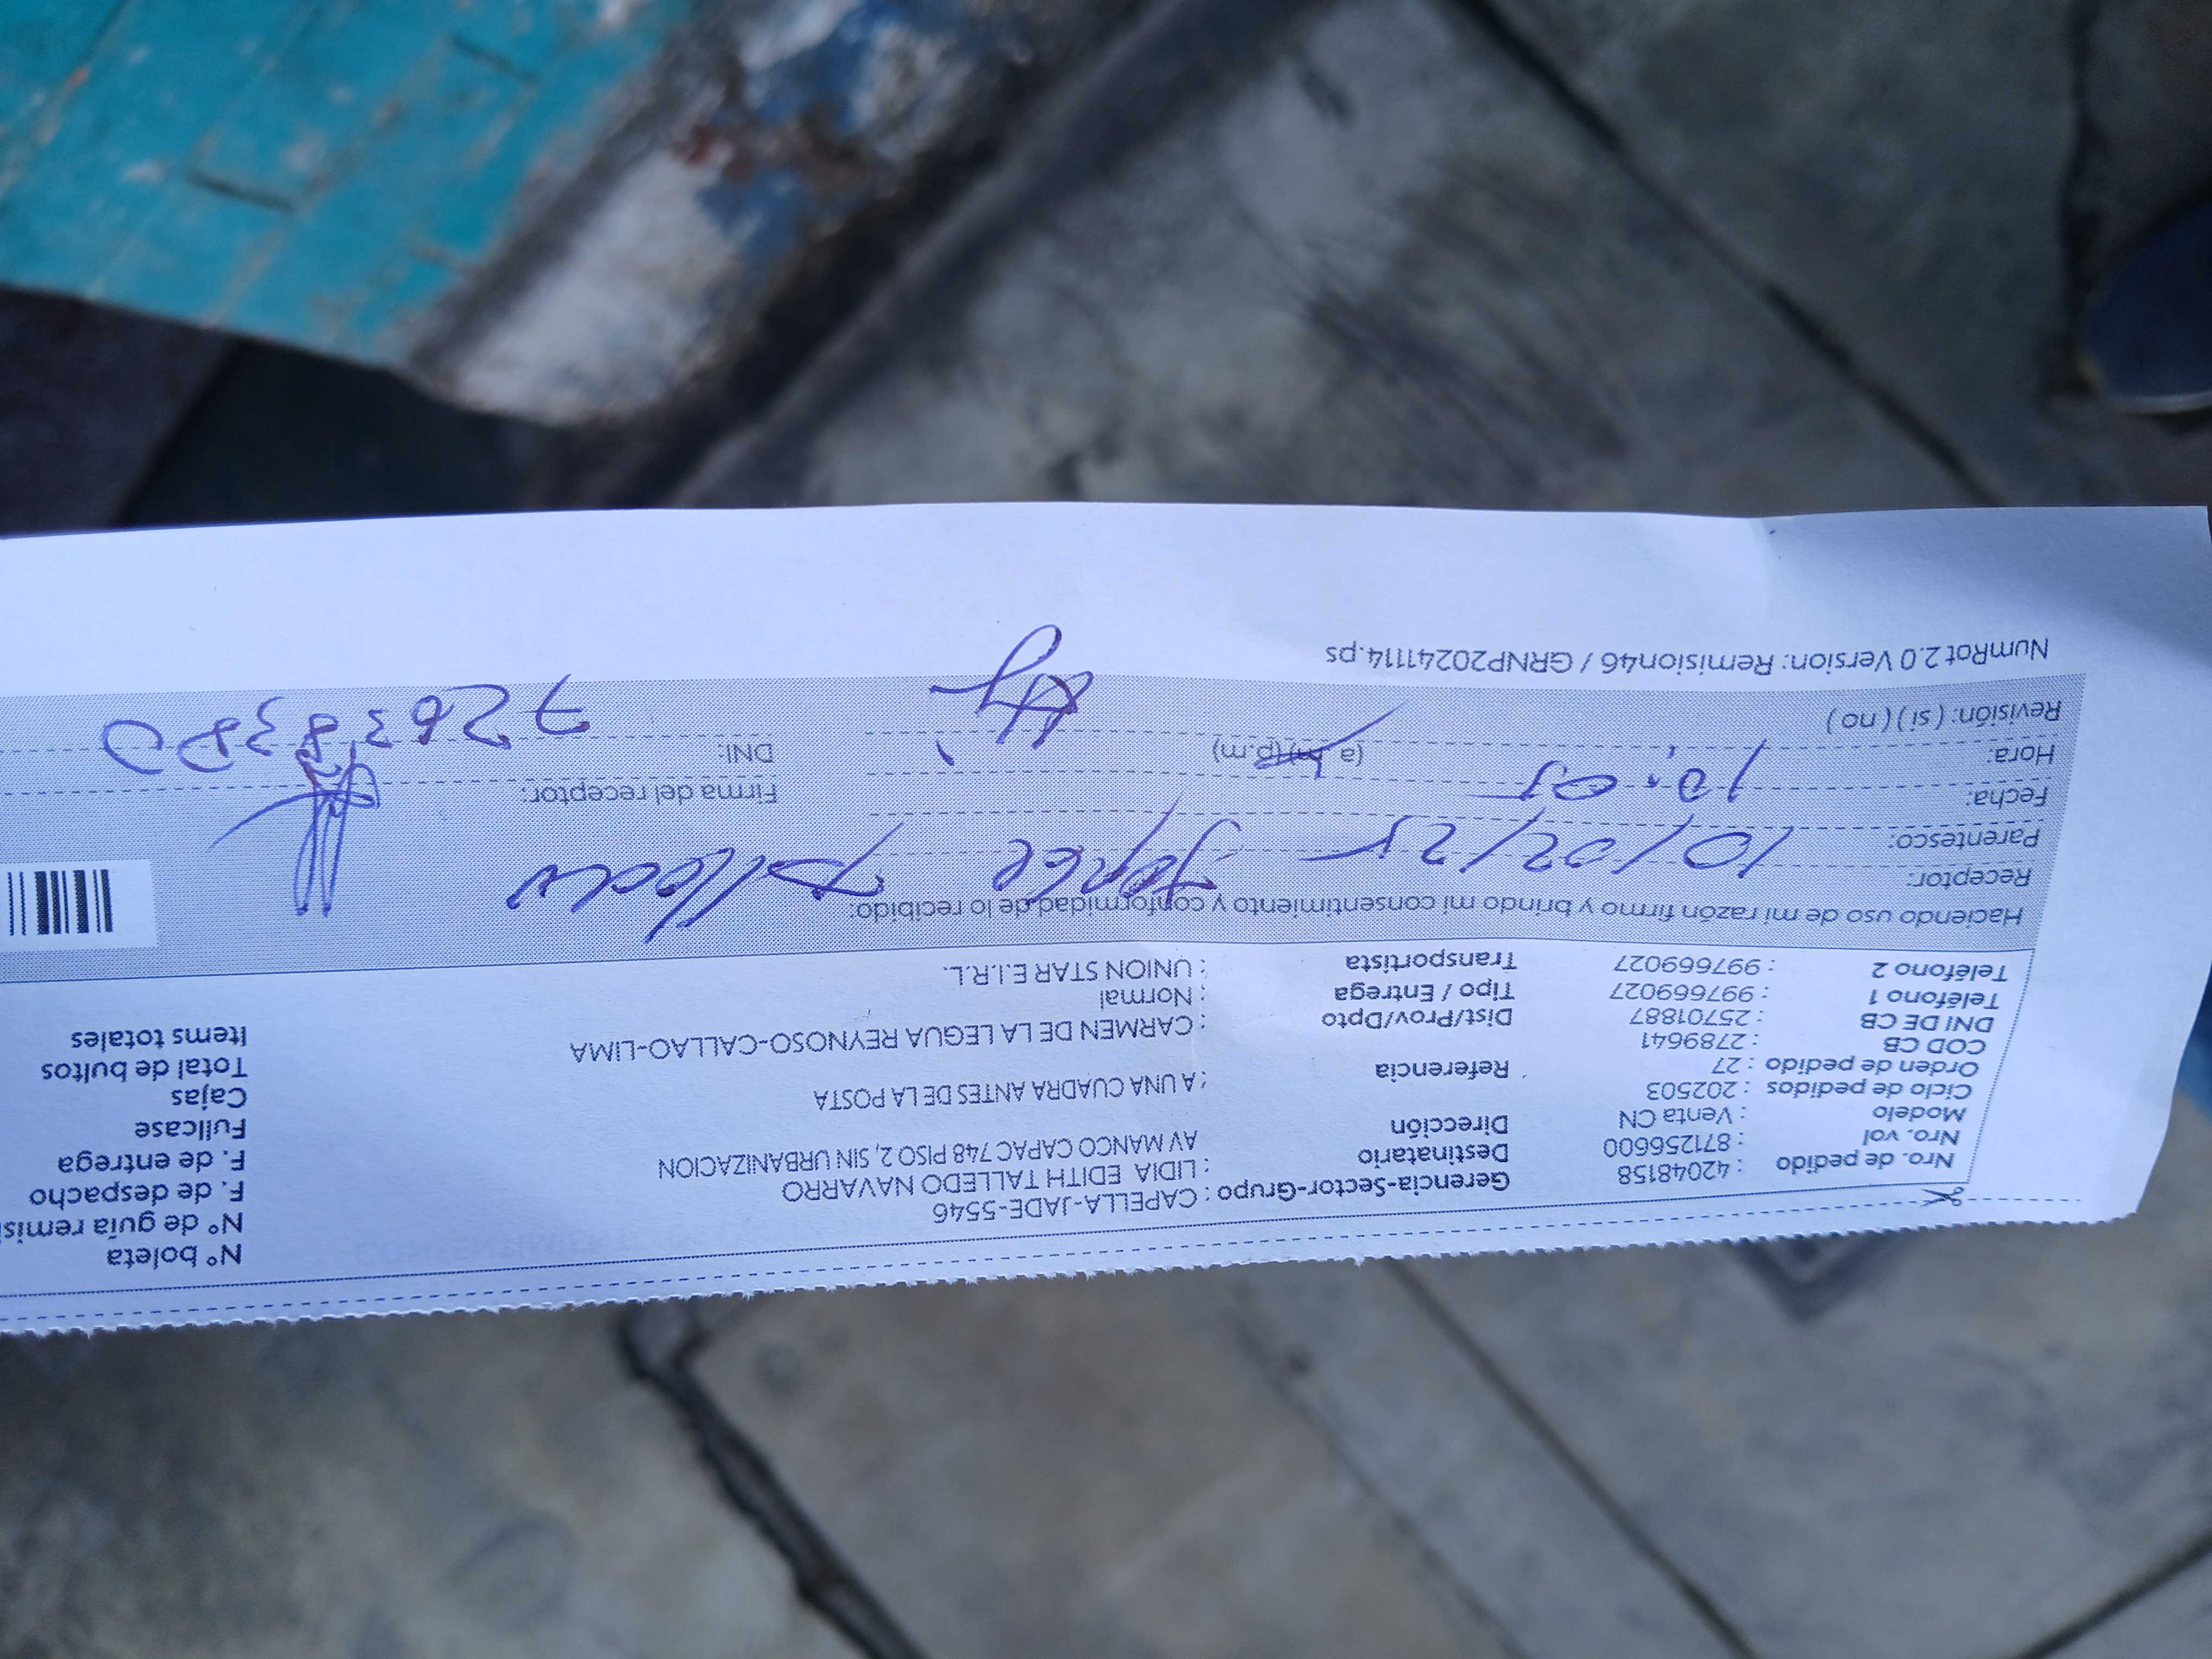 N° boleta
Gerencia-Sector-Grupo : CAPELLA-JADE-5546 N° de guía remisi
Nro. de pedido : 42048158 Destinatario : LIDIA EDITH TALLEDO NAVARRO F. de despacho
Nro. vol : 871256600 Dirección AV MANCO CAPAC 748 PISO 2, SIN URBANIZACION F. de entrega
Modelo : Venta CN Fullcase
Ciclo de pedidos : 202503 Referencia : A UNA CUADRA ANTES DE LA POSTA Cajas
Orden de pedido : 27 Total de bultos
COD CB : 2789641 Dist/Prov/Dpto : CARMEN DE LA LEGUA REYNOSO-CALLAO-LIMA Items totales
DNI DE CB : 25701887 Tipo / Entrega : Normal
Teléfono 1 : 997669027 Transportista : UNION STAR E.I.R.L.
Teléfono 2 : 997669027
Haciendo uso de mi razón firmo y brindo mi consentimiento y conformidad de lo recibido:
Receptor:
Parentesco: 10/02/25
Fecha: Firma del receptor:
Hora: 10:05 (a.m) (p.m) DNI:
Revisión: ( si ) ( no )
NumRot 2.0 Version: Remision46 / GRNP20241114.ps